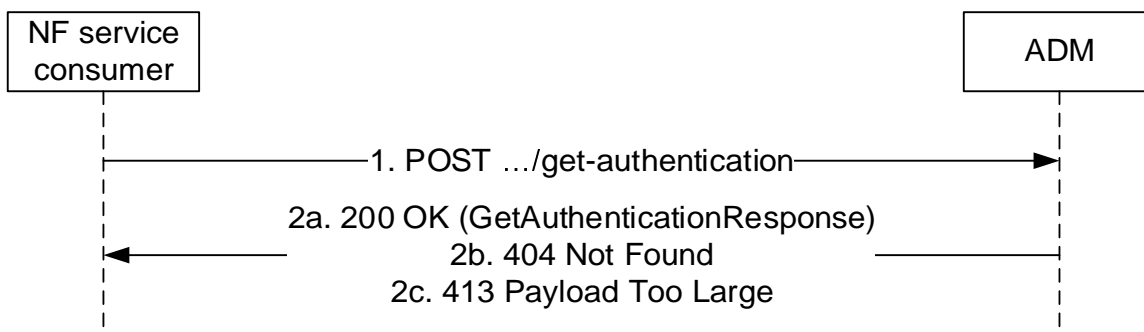 NF service
consumer
ADM
1. POST …/get-authentication
2a. 200 OK (GetAuthenticationResponse)
2b. 404 Not Found
2c. 413 Payload Too Large